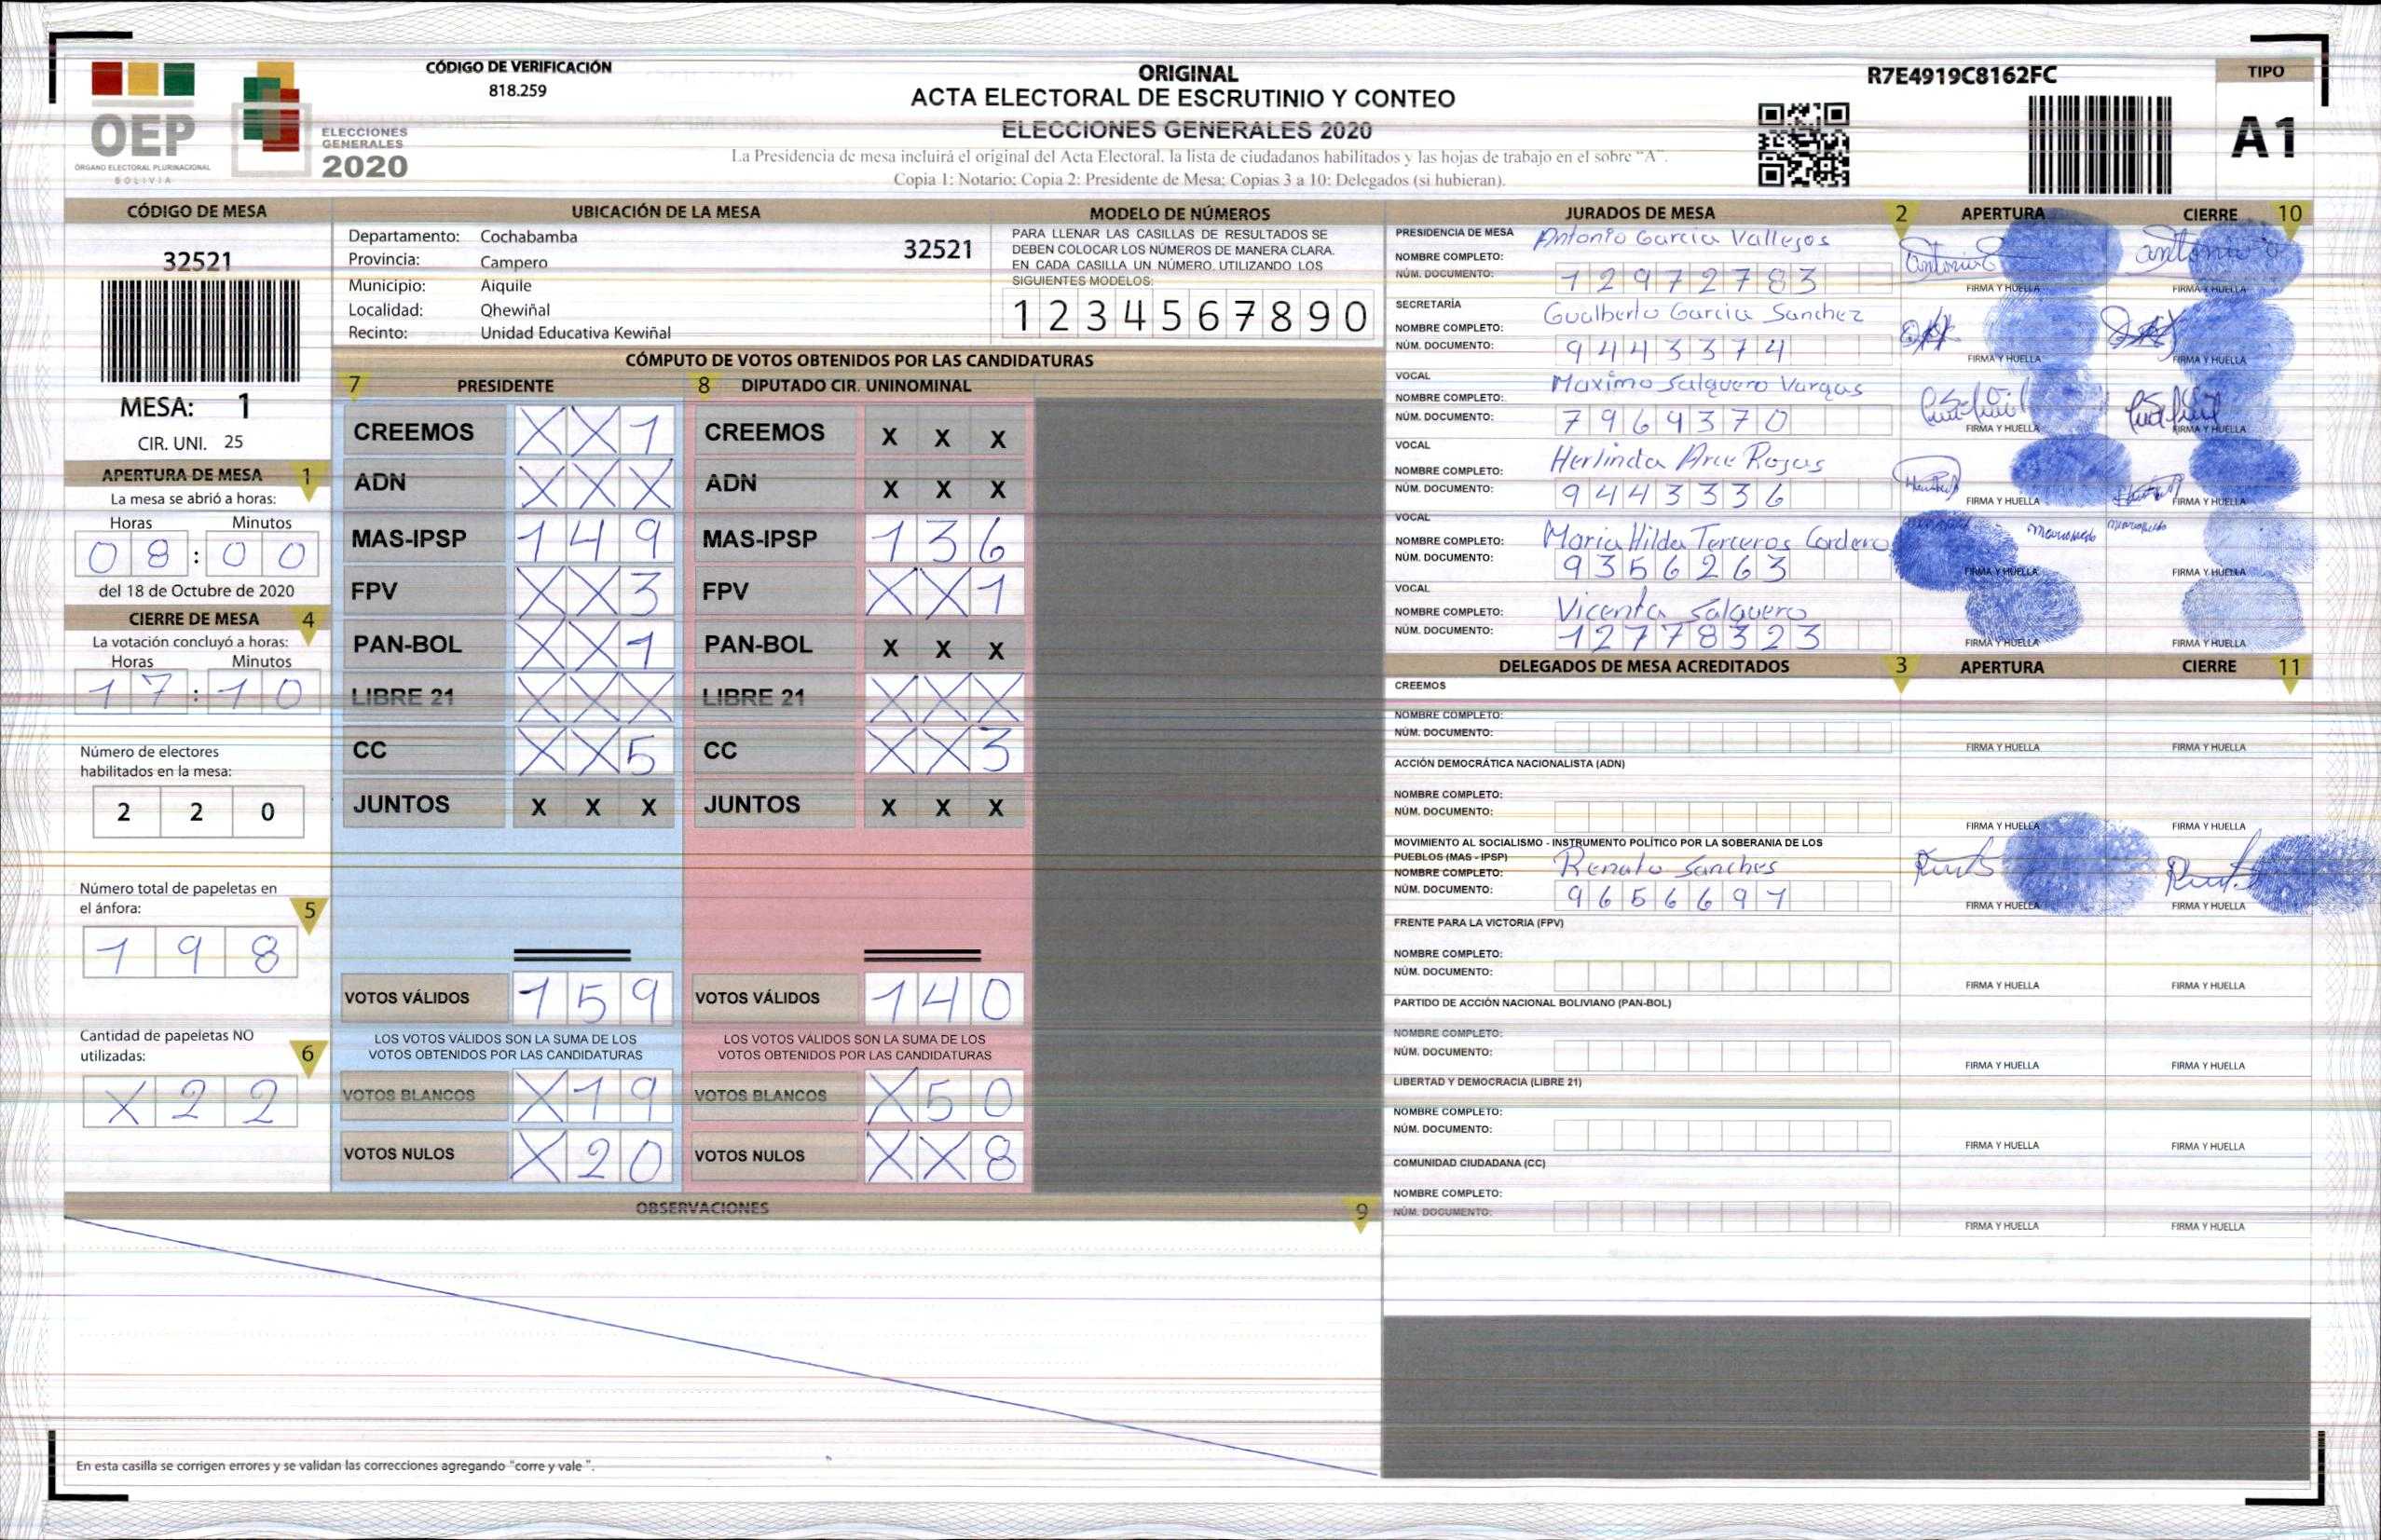 OEP
ÓRGANO ELECTORAL PLURINACIONAL
BOLIVIA
ELECCIONES
GENERALES
2020
CÓDIGO DE VERIFICACIÓN
818.259
ORIGINAL
ACTA ELECTORAL DE ESCRUTINIO Y CONTEO
ELECCIONES GENERALES 2020
La Presidencia de mesa incluirá el original del Acta Electoral, la lista de ciudadanos habilitados y las hojas de trabajo en el sobre "A".
Copia 1: Notario; Copia 2: Presidente de Mesa; Copias 3 a 10: Delegados (si hubieran).
R7E4919C8162FC
TIPO
A1
CÓDIGO DE MESA
32521
MESA: 1
CIR. UNI. 25
APERTURA DE MESA 1
La mesa se abrió a horas:
Horas Minutos
08:00
del 18 de Octubre de 2020
CIERRE DE MESA 4
La votación concluyó a horas:
Horas Minutos
17:10
Número de electores
habilitados en la mesa:
2 2 0
Número total de papeletas en
el ánfora: 5
1 9 8
Cantidad de papeletas NO
utilizadas: 6
X 2 2
UBICACIÓN DE LA MESA
Departamento: Cochabamba 32521
Provincia: Campero
Municipio: Aiquile
Localidad: Qhewiñal
Recinto: Unidad Educativa Kewiñal
MODELO DE NÚMEROS
PARA LLENAR LAS CASILLAS DE RESULTADOS SE
DEBEN COLOCAR LOS NÚMEROS DE MANERA CLARA.
EN CADA CASILLA UN NÚMERO, UTILIZANDO LOS
SIGUIENTES MODELOS:
1 2 3 4 5 6 7 8 9 0
CÓMPUTO DE VOTOS OBTENIDOS POR LAS CANDIDATURAS
7 PRESIDENTE 8 DIPUTADO CIR. UNINOMINAL
CREEMOS X X 1 CREEMOS X X X
ADN X X X ADN X X X
MAS-IPSP 1 4 9 MAS-IPSP 1 3 6
FPV X X 3 FPV X X 1
PAN-BOL X X 1 PAN-BOL X X X
LIBRE 21 X X X LIBRE 21 X X X
CC X X 5 CC X X 3
JUNTOS X X X JUNTOS X X X
VOTOS VÁLIDOS 1 5 9 VOTOS VÁLIDOS 1 4 0
LOS VOTOS VÁLIDOS SON LA SUMA DE LOS LOS VOTOS VÁLIDOS SON LA SUMA DE LOS
VOTOS OBTENIDOS POR LAS CANDIDATURAS VOTOS OBTENIDOS POR LAS CANDIDATURAS
VOTOS BLANCOS X 1 9 VOTOS BLANCOS X 5 0
VOTOS NULOS X 2 0 VOTOS NULOS X X 8
OBSERVACIONES 9
En esta casilla se corrigen errores y se validan las correcciones agregando "corre y vale ".
JURADOS DE MESA 2 APERTURA CIERRE 10
PRESIDENCIA DE MESA
NOMBRE COMPLETO: Antonio Garcia Vallejos
NÚM. DOCUMENTO: 12972783
FIRMA Y HUELLA FIRMA Y HUELLA
SECRETARÍA
NOMBRE COMPLETO: Gualberto Garcia Sanchez
NÚM. DOCUMENTO: 9443374
FIRMA Y HUELLA FIRMA Y HUELLA
VOCAL
NOMBRE COMPLETO: Maximo Salguero Vargas
NÚM. DOCUMENTO: 7964370
FIRMA Y HUELLA FIRMA Y HUELLA
VOCAL
NOMBRE COMPLETO: Herlinda Arce Rojas
NÚM. DOCUMENTO: 9443336
FIRMA Y HUELLA FIRMA Y HUELLA
VOCAL
NOMBRE COMPLETO: Maria Hilda Terceros Cordero
NÚM. DOCUMENTO: 9356263
FIRMA Y HUELLA FIRMA Y HUELLA
VOCAL
NOMBRE COMPLETO: Vicenta Salguero
NÚM. DOCUMENTO: 12778323
FIRMA Y HUELLA FIRMA Y HUELLA
DELEGADOS DE MESA ACREDITADOS 3 APERTURA CIERRE 11
CREEMOS
NOMBRE COMPLETO:
NÚM. DOCUMENTO:
FIRMA Y HUELLA FIRMA Y HUELLA
ACCIÓN DEMOCRÁTICA NACIONALISTA (ADN)
NOMBRE COMPLETO:
NÚM. DOCUMENTO:
FIRMA Y HUELLA FIRMA Y HUELLA
MOVIMIENTO AL SOCIALISMO - INSTRUMENTO POLÍTICO POR LA SOBERANIA DE LOS
PUEBLOS (MAS - IPSP)
NOMBRE COMPLETO: Renato Sanches
NÚM. DOCUMENTO: 9656697
FIRMA Y HUELLA FIRMA Y HUELLA
FRENTE PARA LA VICTORIA (FPV)
NOMBRE COMPLETO:
NÚM. DOCUMENTO:
FIRMA Y HUELLA FIRMA Y HUELLA
PARTIDO DE ACCIÓN NACIONAL BOLIVIANO (PAN-BOL)
NOMBRE COMPLETO:
NÚM. DOCUMENTO:
FIRMA Y HUELLA FIRMA Y HUELLA
LIBERTAD Y DEMOCRACIA (LIBRE 21)
NOMBRE COMPLETO:
NÚM. DOCUMENTO:
FIRMA Y HUELLA FIRMA Y HUELLA
COMUNIDAD CIUDADANA (CC)
NOMBRE COMPLETO:
NÚM. DOCUMENTO:
FIRMA Y HUELLA FIRMA Y HUELLA